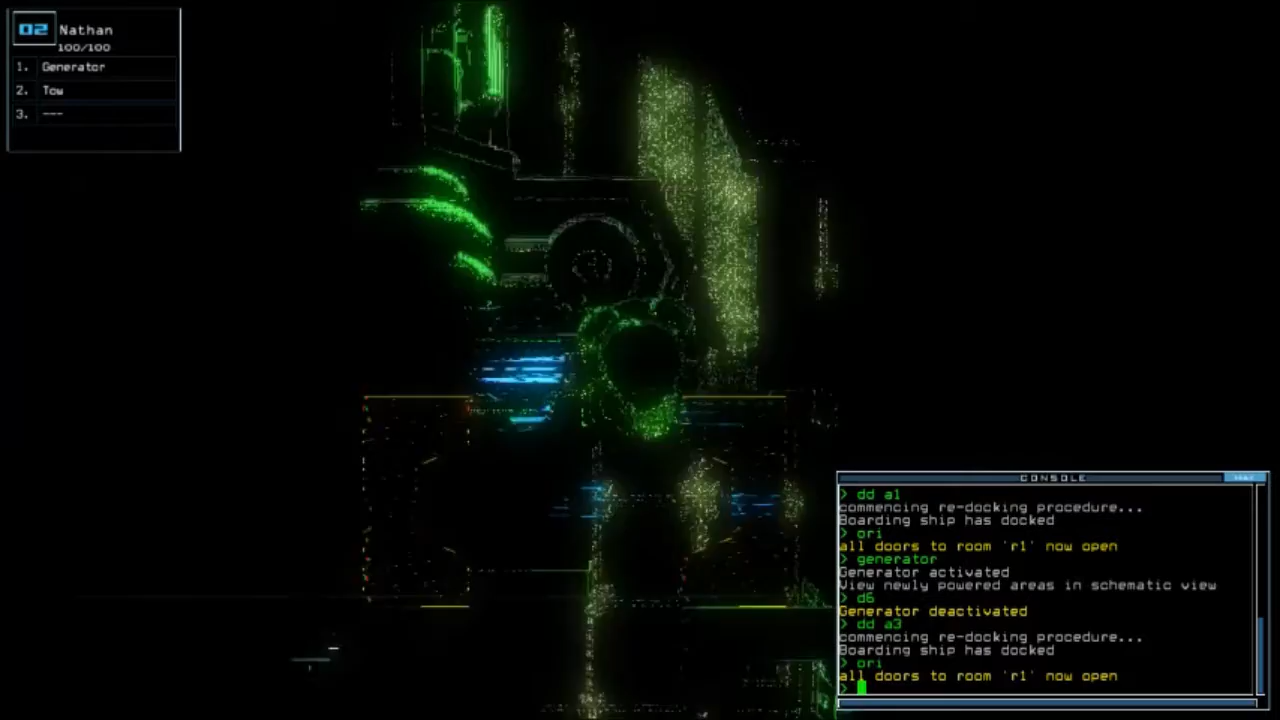 02 Nathan
100/100
1. Generator
2. Tow
3. ---
CONSOLE
> dd a1
commencing re-docking procedure...
Boarding ship has docked
> ori
all doors to room 'r1' now open
> generator
Generator activated
View newly powered areas in schematic view
> d6
Generator deactivated
> dd a3
commencing re-docking procedure...
Boarding ship has docked
> ori
all doors to room 'r1' now open
>